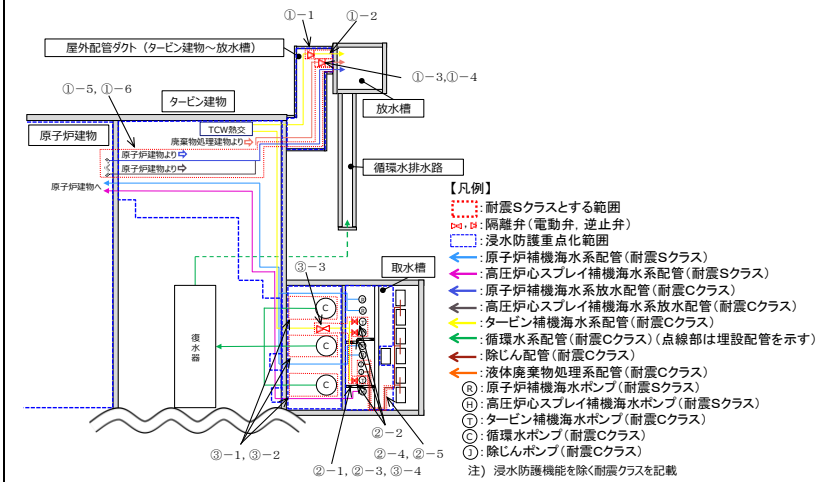 ①-1
①-2
屋外配管ダクト（タービン建物～放水槽）
①-3,①-4
①-5, ①-6
タービン建物
放水槽
原子炉建物
TCW熱交
廃棄物処理建物より
原子炉建物より
循環水排水路
原子炉建物より
原子炉建物へ
【凡例】
:耐震Sクラスとする範囲
:隔離弁(電動弁, 逆止弁)
:浸水防護重点化範囲
:原子炉補機海水系配管(耐震Sクラス)
:高圧炉心スプレイ補機海水系配管(耐震Sクラス)
:原子炉補機海水系放水配管(耐震Cクラス)
:高圧炉心スプレイ補機海水系放水配管(耐震Cクラス)
:タービン補機海水系配管(耐震Cクラス)
:循環水系配管(耐震Cクラス)(点線部は埋設配管を示す)
:除じん配管(耐震Cクラス)
:液体廃棄物処理系配管(耐震Cクラス)
Ⓡ:原子炉補機海水ポンプ(耐震Sクラス)
Ⓗ:高圧炉心スプレイ補機海水ポンプ(耐震Sクラス)
Ⓣ:タービン補機海水ポンプ(耐震Cクラス)
Ⓒ:循環水ポンプ(耐震Cクラス)
Ⓙ:除じんポンプ(耐震Cクラス)
注) 浸水防護機能を除く耐震クラスを記載
③-3
取水槽
復水器
C
C
C
③-1, ③-2
②-2
②-4, ②-5
②-1, ②-3, ③-4